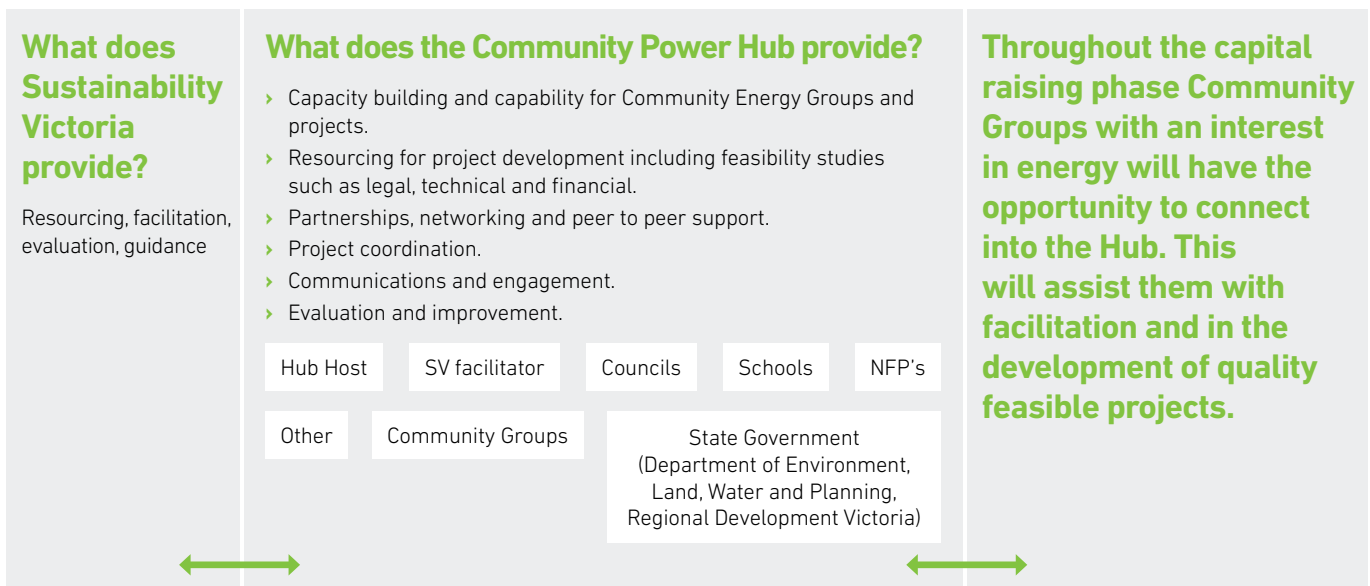 What does
Sustainability
Victoria
provide?
Resourcing, facilitation,
evaluation, guidance
What does the Community Power Hub provide?
› Capacity building and capability for Community Energy Groups and
projects.
› Resourcing for project development including feasibility studies
such as legal, technical and financial.
› Partnerships, networking and peer to peer support.
› Project coordination.
› Communications and engagement.
› Evaluation and improvement.
Hub Host
SV facilitator
Councils
Schools
NFP's
Other
Community Groups
State Government
(Department of Environment,
Land, Water and Planning,
Regional Development Victoria)
Throughout the capital
raising phase Community
Groups with an interest
in energy will have the
opportunity to connect
into the Hub. This
will assist them with
facilitation and in the
development of quality
feasible projects.